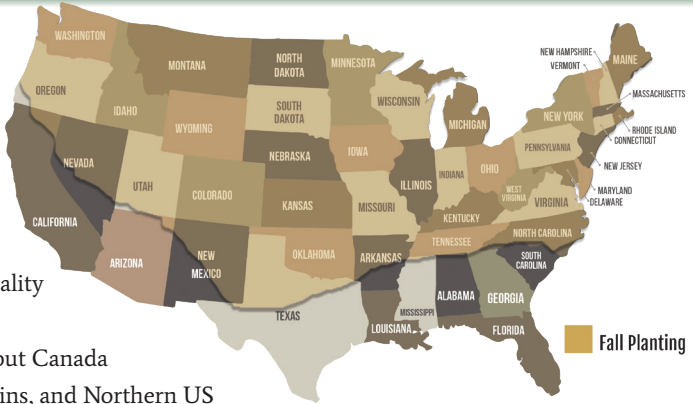 WASHINGTON
MONTANA
NORTH
DAKOTA
MINNESOTA
NEW HAMPSHIRE
VERMONT
MAINE
OREGON
IDAHO
WYOMING
SOUTH
DAKOTA
WISCONSIN
MICHIGAN
NEW YORK
MASSACHUSETTS
RHODE ISLAND
CONNECTICUT
NEVADA
UTAH
COLORADO
NEBRASKA
IOWA
ILLINOIS
INDIANA
OHIO
PENNSYLVANIA
NEW JERSEY
MARYLAND
DELAWARE
WEST
VIRGINIA
VIRGINIA
CALIFORNIA
KANSAS
MISSOURI
KENTUCKY
ARIZONA
NEW
MEXICO
OKLAHOMA
ARKANSAS
TENNESSEE
NORTH CAROLINA
SOUTH
CAROLINA
TEXAS
LOUISIANA
MISSISSIPPI
ALABAMA
GEORGIA
FLORIDA
Fall Planting
ality
out Canada
ins, and Northern US